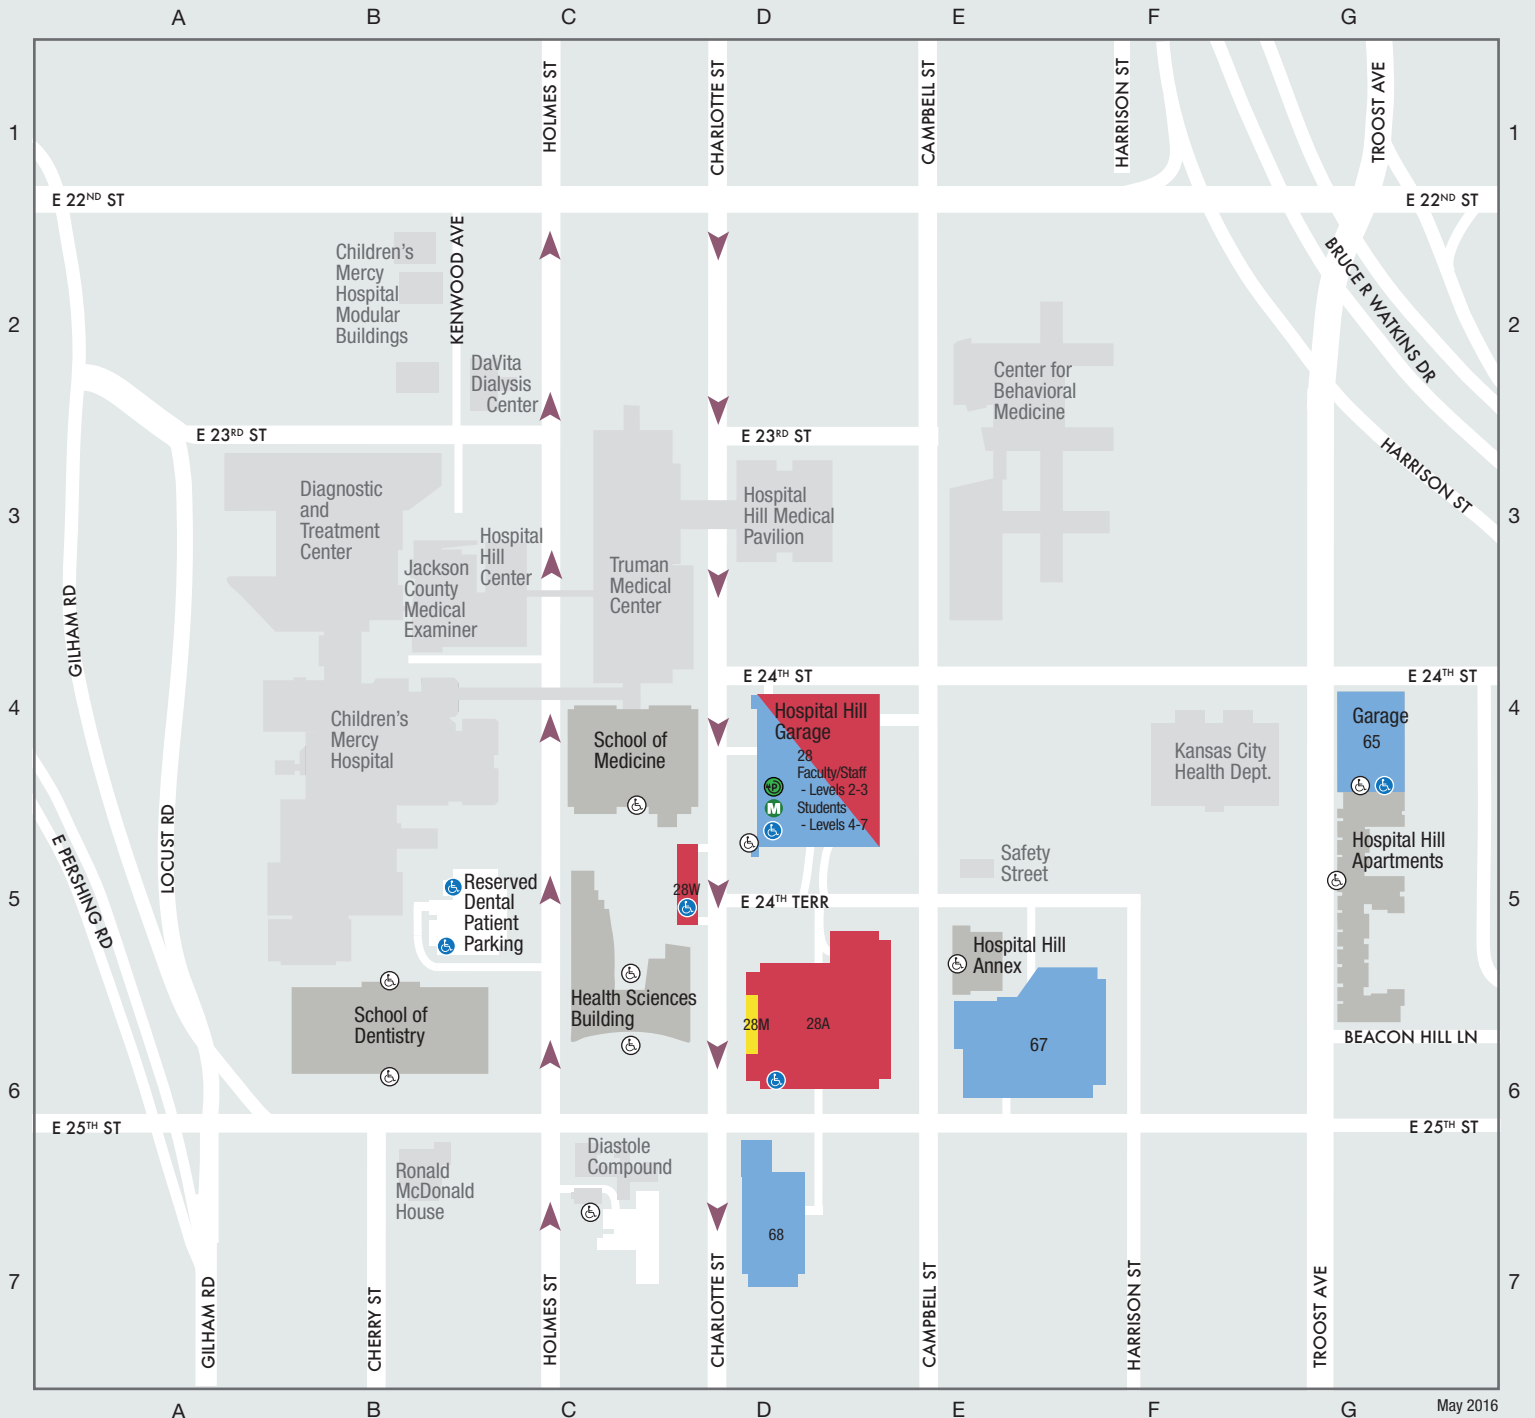 A B C D E F G
HOLMES ST
CHARLOTTE ST
CAMPBELL ST
HARRISON ST
TROOST AVE
1 1
E 22ND ST
E 22ND ST
KENWOOD AVE
Children's
Mercy
Hospital
Modular
Buildings
BRUCE R WATKINS DR
2 2
DaVita
Dialysis
Center
Center for
Behavioral
Medicine
E 23RD ST
E 23RD ST
HARRISON ST
Diagnostic
and
Treatment
Center
Hospital
Hill Medical
Pavilion
3 3
Hospital
Hill
Center
Jackson
County
Medical
Examiner
Truman
Medical
Center
GILHAM RD
E 24TH ST
E 24TH ST
4 4
Children's
Mercy
Hospital
School of
Medicine
Hospital Hill
Garage
28
Faculty/Staff
- Levels 2-3
P
M
Students
- Levels 4-7
Kansas City
Health Dept.
Garage
65
LOCUST RD
E PERSHING RD
Hospital Hill
Apartments
Safety
Street
5 5
Reserved
Dental
Patient
Parking
28W
E 24TH TERR
Hospital Hill
Annex
Health Sciences
Building
School of
Dentistry
28M
28A
67
BEACON HILL LN
6 6
E 25TH ST
E 25TH ST
Diastole
Compound
Ronald
McDonald
House
68
7 7
GILHAM RD
CHERRY ST
HOLMES ST
CHARLOTTE ST
CAMPBELL ST
HARRISON ST
TROOST AVE
A B C D E F G
May 2016